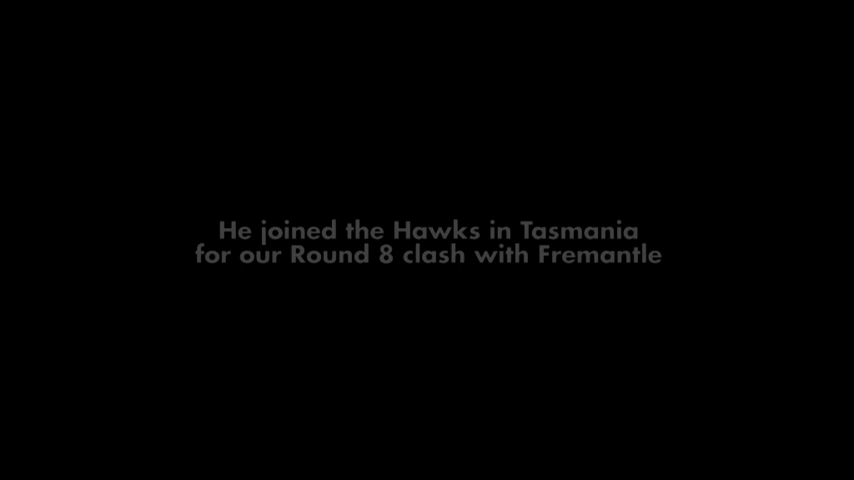 He joined the Hawks in Tasmania
for our Round 8 clash with Fremantle